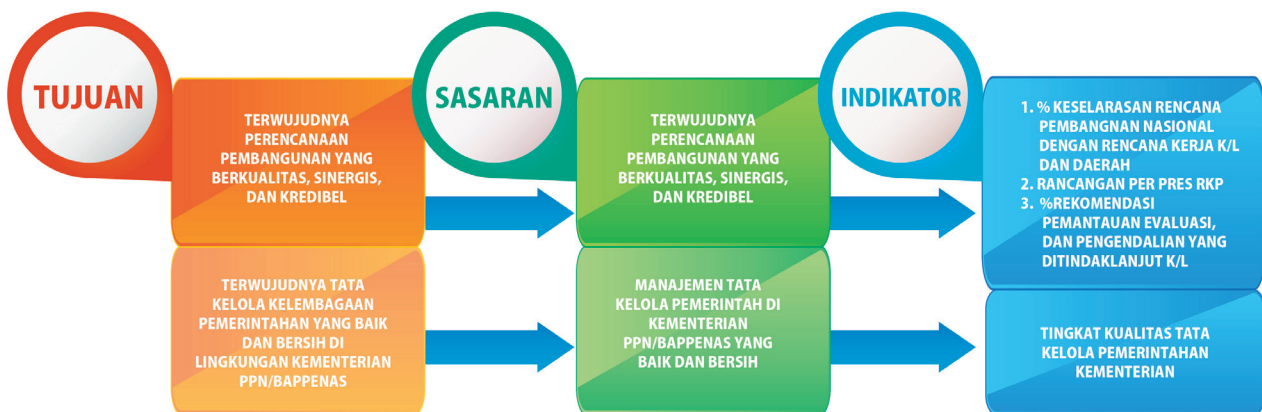 TUJUAN
TERWUJUDNYA
PERENCANAAN
PEMBANGUNAN YANG
BERKUALITAS, SINERGIS,
DAN KREDIBEL
TERWUJUDNYA TATA
KELOLA KELEMBAGAAN
PEMERINTAHAN YANG BAIK
DAN BERSIH DI
LINGKUNGAN KEMENTERIAN
PPN/BAPPENAS
SASARAN
TERWUJUDNYA
PERENCANAAN
PEMBANGUNAN YANG
BERKUALITAS, SINERGIS,
DAN KREDIBEL
MANAJEMEN TATA
KELOLA PEMERINTAH DI
KEMENTERIAN
PPN/BAPPENAS YANG
BAIK DAN BERSIH
INDIKATOR
1. % KESELARASAN RENCANA
PEMBANGNAN NASIONAL
DENGAN RENCANA KERJA K/L
DAN DAERAH
2. RANCANGAN PER PRES RKP
3. %REKOMENDASI
PEMANTAUAN EVALUASI,
DAN PENGENDALIAN YANG
DITINDAKLANJUT K/L
TINGKAT KUALITAS TATA
KELOLA PEMERINTAHAN
KEMENTERIAN